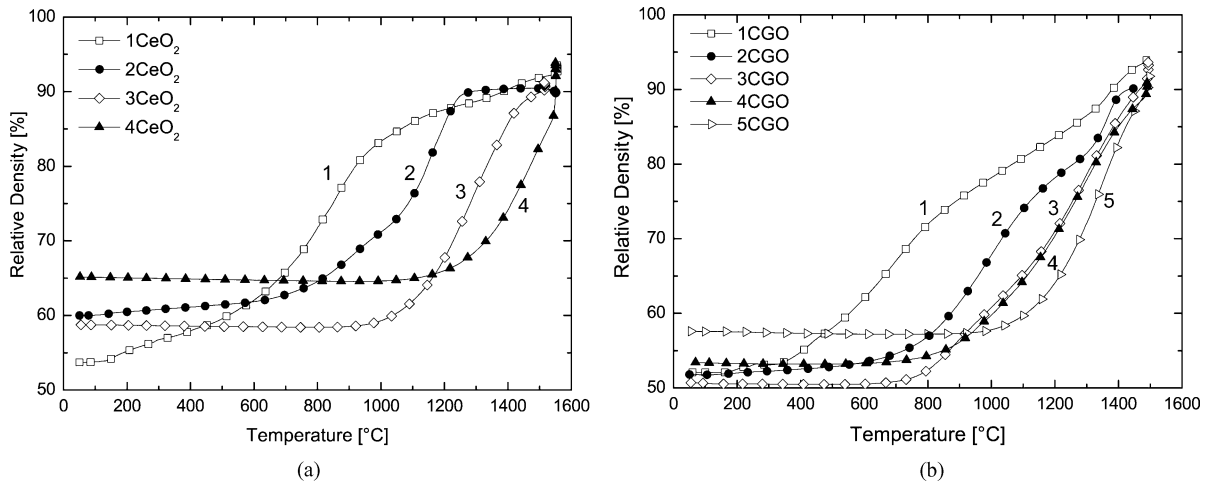 100
90
80
70
60
50
0
200
400
600
800
1000
1200
1400
1600
Relative Density [%]
Temperature [°C]
1CeO₂
2CeO₂
3CeO₂
4CeO₂
1
2
3
4
(a)
100
90
80
70
60
50
0
200
400
600
800
1000
1200
1400
1600
Relative Density [%]
Temperature [°C]
1CGO
2CGO
3CGO
4CGO
5CGO
1
2
3
4
5
(b)